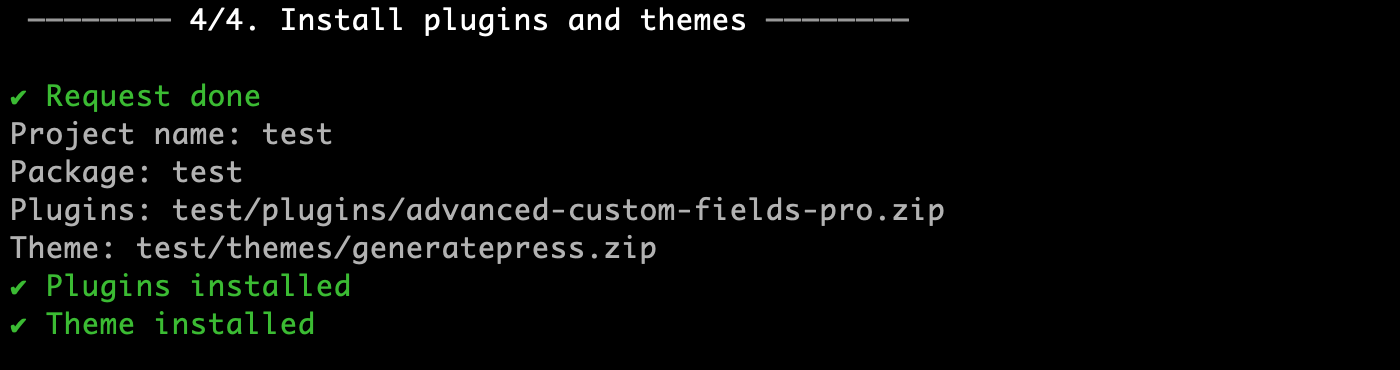 ──────── 4/4. Install plugins and themes ────────
✔ Request done
Project name: test
Package: test
Plugins: test/plugins/advanced-custom-fields-pro.zip
Theme: test/themes/generatepress.zip
✔ Plugins installed
✔ Theme installed